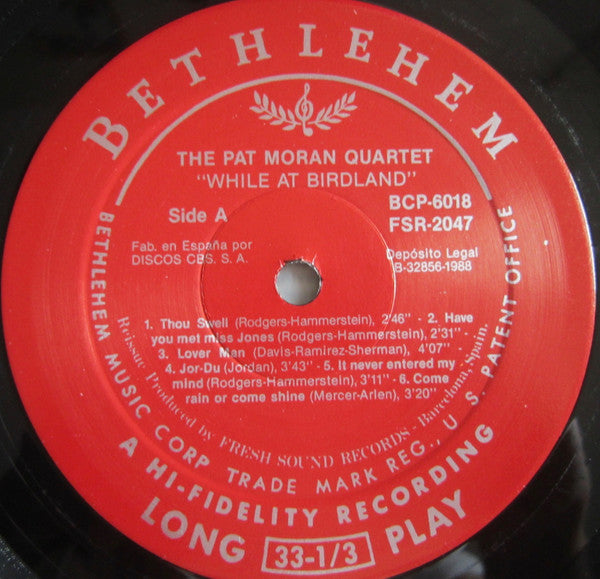 BETHLEHEM
THE PAT MORAN QUARTET
"WHILE AT BIRDLAND"
Side A
BCP-6018
FSR-2047
Fab. en España por
DISCOS CBS. S. A.
Depósito Legal
B-32856-1988
1. Thou Swell (Rodgers-Hammerstein), 2'46" - 2. Have
you met miss Jones (Rodgers-Hammerstein), 2'31" -
3. Lover Man (Davis-Ramirez-Sherman), 4'07" -
4. Jor-Du (Jordan), 3'43" - 5. It never entered my
mind (Rodgers-Hammerstein), 3'11" - 6. Come
rain or come shine (Mercer-Arlen), 3'20"
Reissue Produced by FRESH SOUND RECORDS - Barcelona, Spain.
BETHLEHEM MUSIC CORP TRADE MARK REG., U. S. PATENT OFFICE
A HI-FIDELITY RECORDING
LONG 33-1/3 PLAY